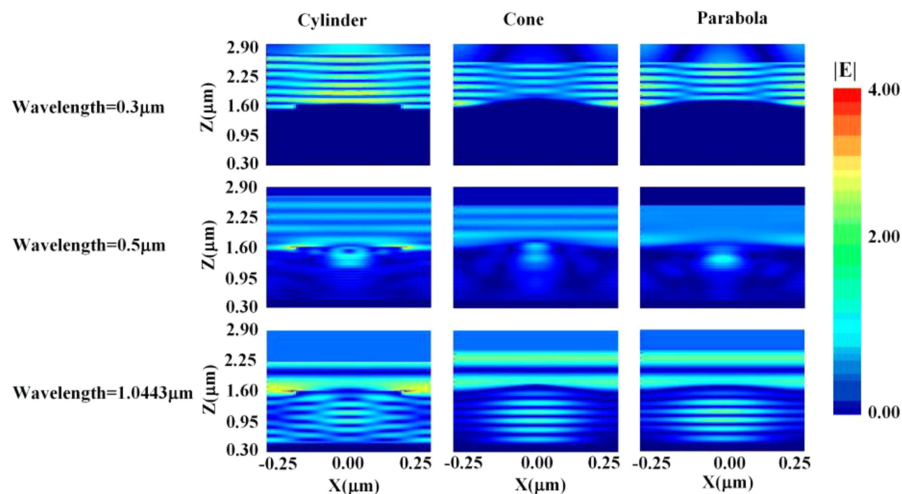 Cylinder Cone Parabola
|E|
Wavelength=0.3μm
Z(μm)
2.90
2.25
1.60
0.95
0.30
4.00
Wavelength=0.5μm
Z(μm)
2.90
2.25
1.60
0.95
0.30
2.00
Wavelength=1.0443μm
Z(μm)
2.90
2.25
1.60
0.95
0.30
0.00
-0.25 0.00 0.25 -0.25 0.00 0.25 -0.25 0.00 0.25
X(μm) X(μm) X(μm)